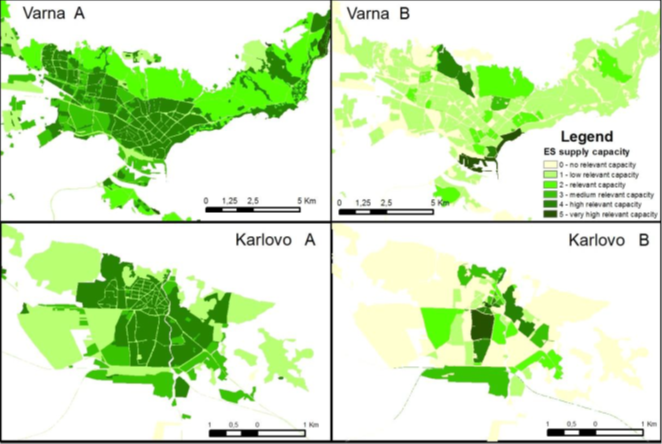 Varna A
Varna B
Legend
ES supply capacity
0 - no relevant capacity
1 - low relevant capacity
2 - relevant capacity
3 - medium relevant capacity
4 - high relevant capacity
5 - very high relevant capacity
0 1,25 2,5 5 Km
0 1,25 2,5 5 Km
Karlovo A
Karlovo B
1 0,5 0 1 Km
1 0,5 0 1 Km